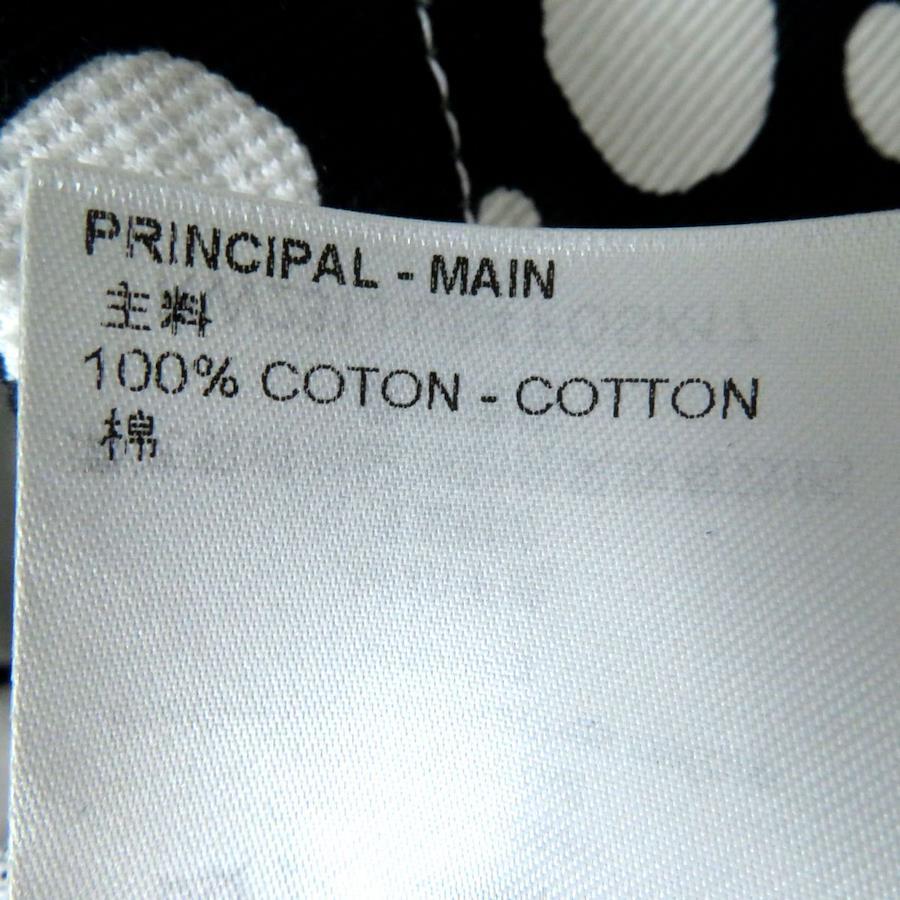 PRINCIPAL - MAIN
主料
100% COTON - COTTON
棉